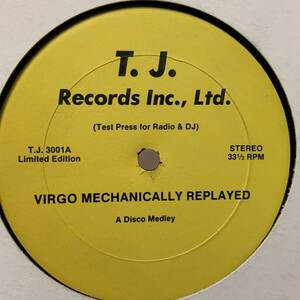 T. J.
Records Inc., Ltd.
(Test Press for Radio & DJ)
T.J. 3001A STEREO
Limited Edition 33⅓ RPM
VIRGO MECHANICALLY REPLAYED
A Disco Medley